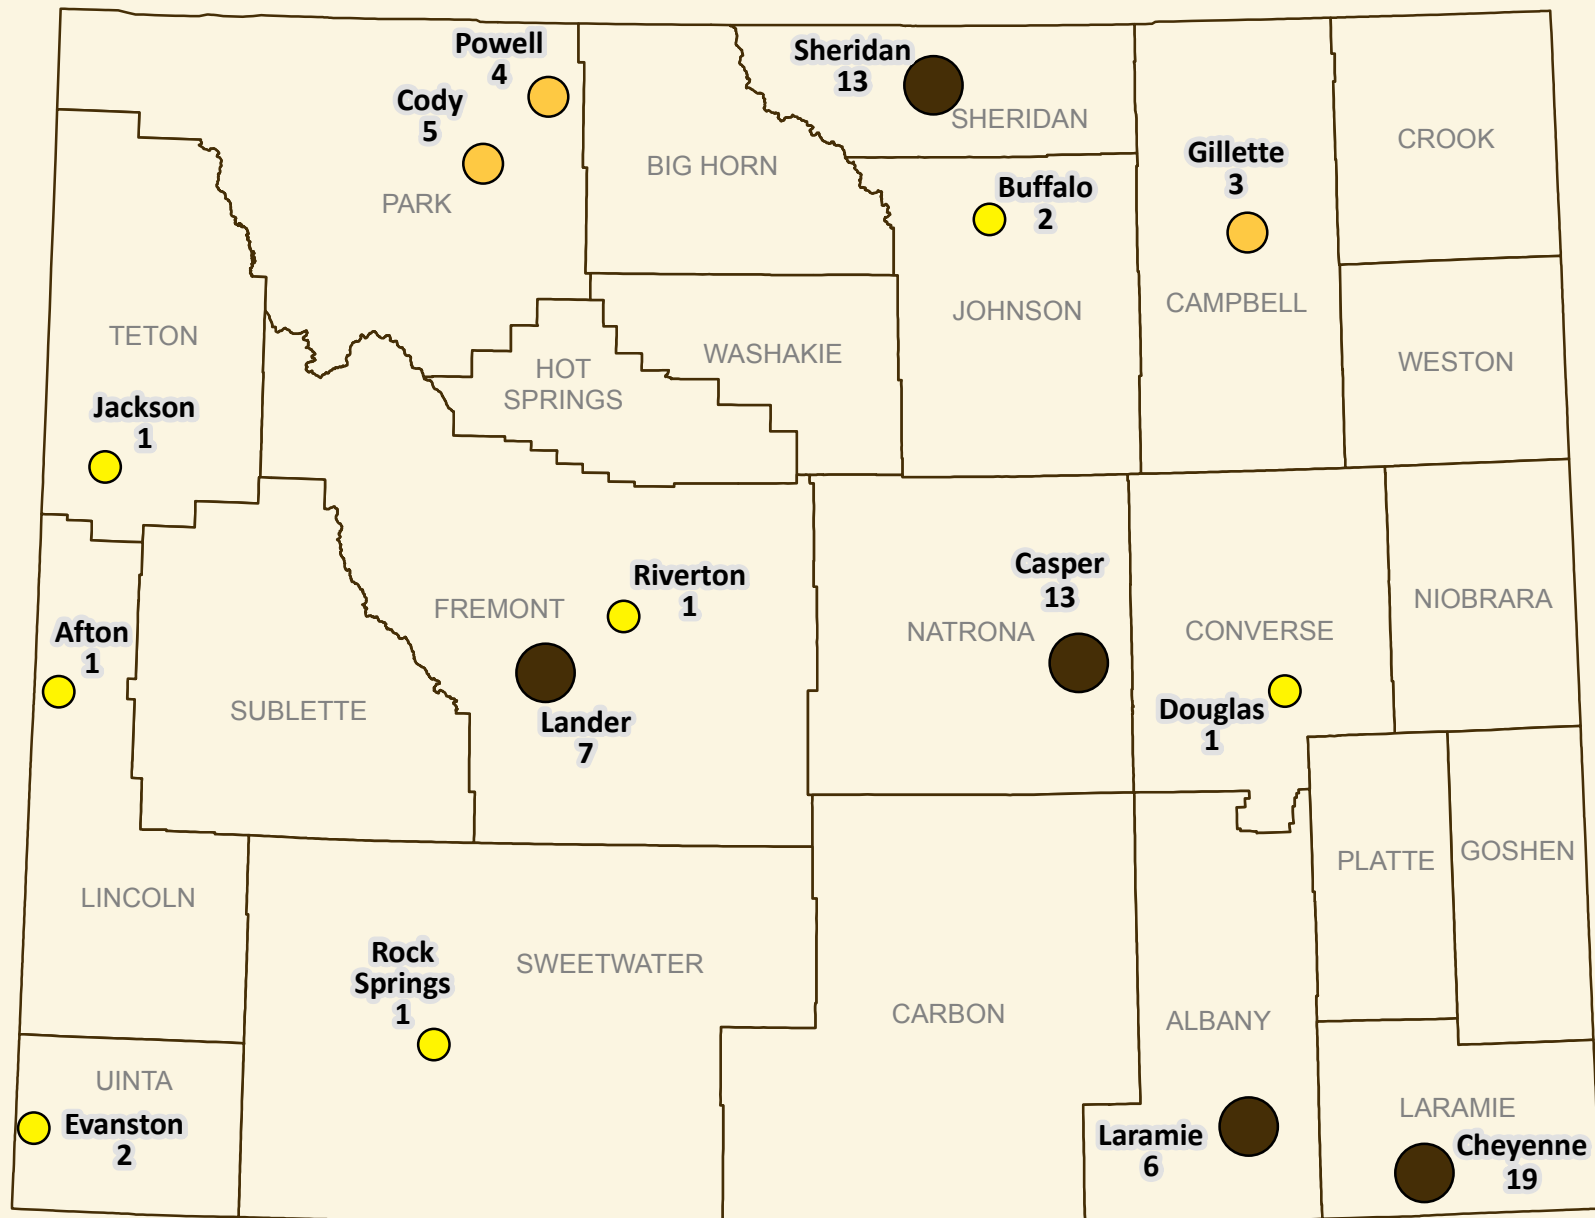 Powell
4
Sheridan
13
Cody
5
SHERIDAN
CROOK
Gillette
3
BIG HORN
Buffalo
2
PARK
CAMPBELL
JOHNSON
TETON
WASHAKIE
WESTON
HOT
SPRINGS
Jackson
1
Casper
13
Riverton
1
NIOBRARA
FREMONT
NATRONA
CONVERSE
Afton
1
SUBLETTE
Douglas
1
Lander
7
GOSHEN
PLATTE
LINCOLN
Rock
Springs
1
SWEETWATER
CARBON
ALBANY
UINTA
LARAMIE
Evanston
2
Laramie
6
Cheyenne
19